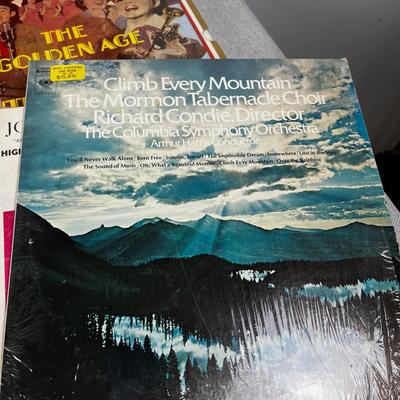 THE
GOLDEN AGE
JO
HIGH
Climb Every Mountain
The Mormon Tabernacle Choir
Richard Condie, Director
The Columbia Symphony Orchestra
Arthur Harris, Conductor
You'll Never Walk Alone / Born Free / Sunrise, Sunset / The Impossible Dream / Somewhere / Lost in the Stars
The Sound of Music / Oh, What a Beautiful Mornin' / Climb Ev'ry Mountain / Over the Rainbow